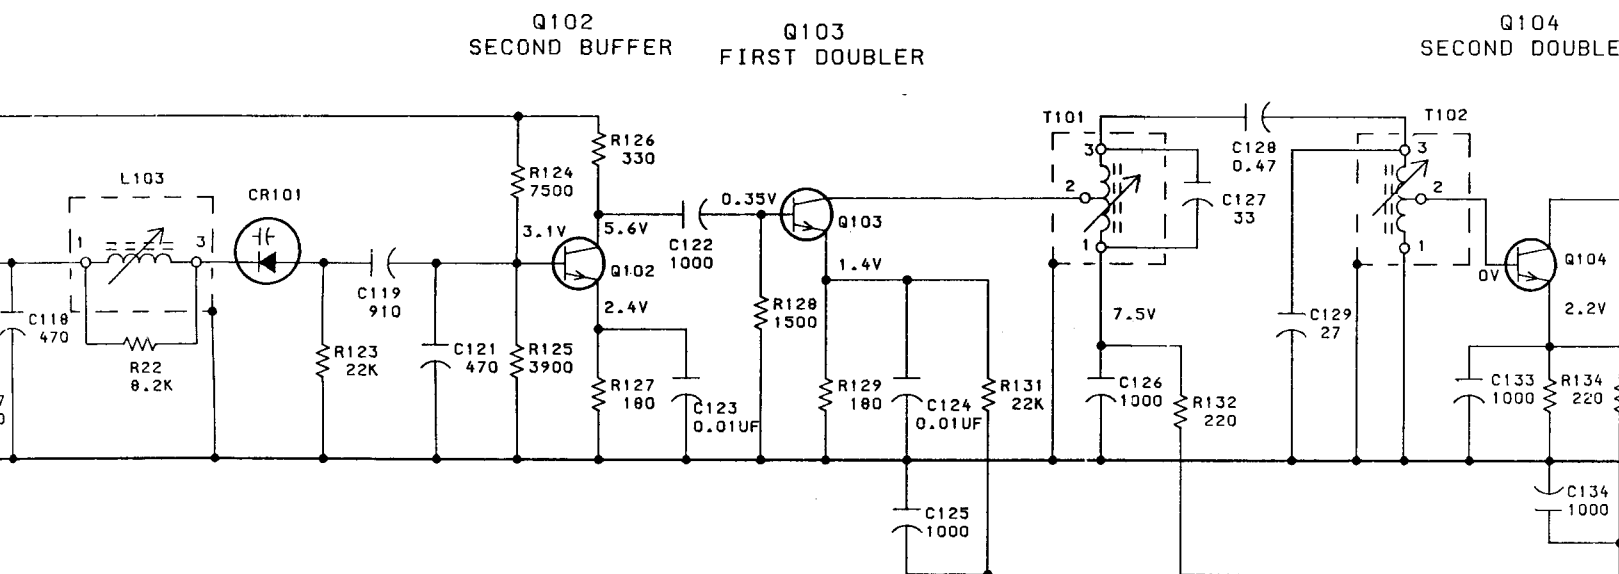 Q102
SECOND BUFFER
Q103
FIRST DOUBLER
Q104
SECOND DOUBLE
L103
1
3
R22
8.2K
C118
470
CR101
R123
22K
C119
910
C121
470
R124
7500
R125
3900
3.1V
R126
330
5.6V
Q102
2.4V
R127
180
C123
0.01UF
C122
1000
0.35V
R128
1500
Q103
1.4V
R129
180
C124
0.01UF
R131
22K
C125
1000
T101
3
2
1
7.5V
C127
33
C126
1000
R132
220
C128
0.47
C129
27
T102
3
2
1
0V
Q104
2.2V
C133
1000
R134
220
C134
1000
7
0